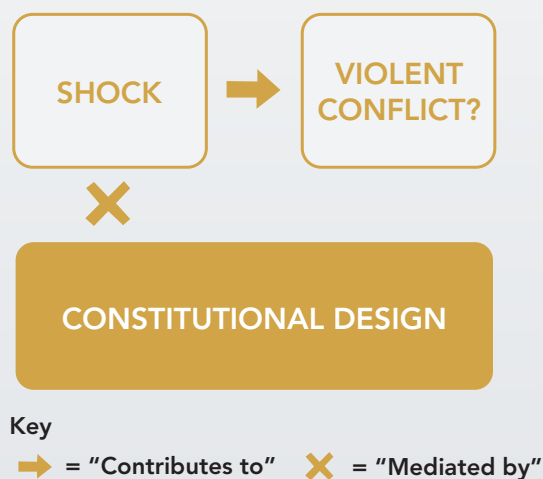 SHOCK
VIOLENT
CONFLICT?
CONSTITUTIONAL DESIGN
Key
= “Contributes to”
= “Mediated by”